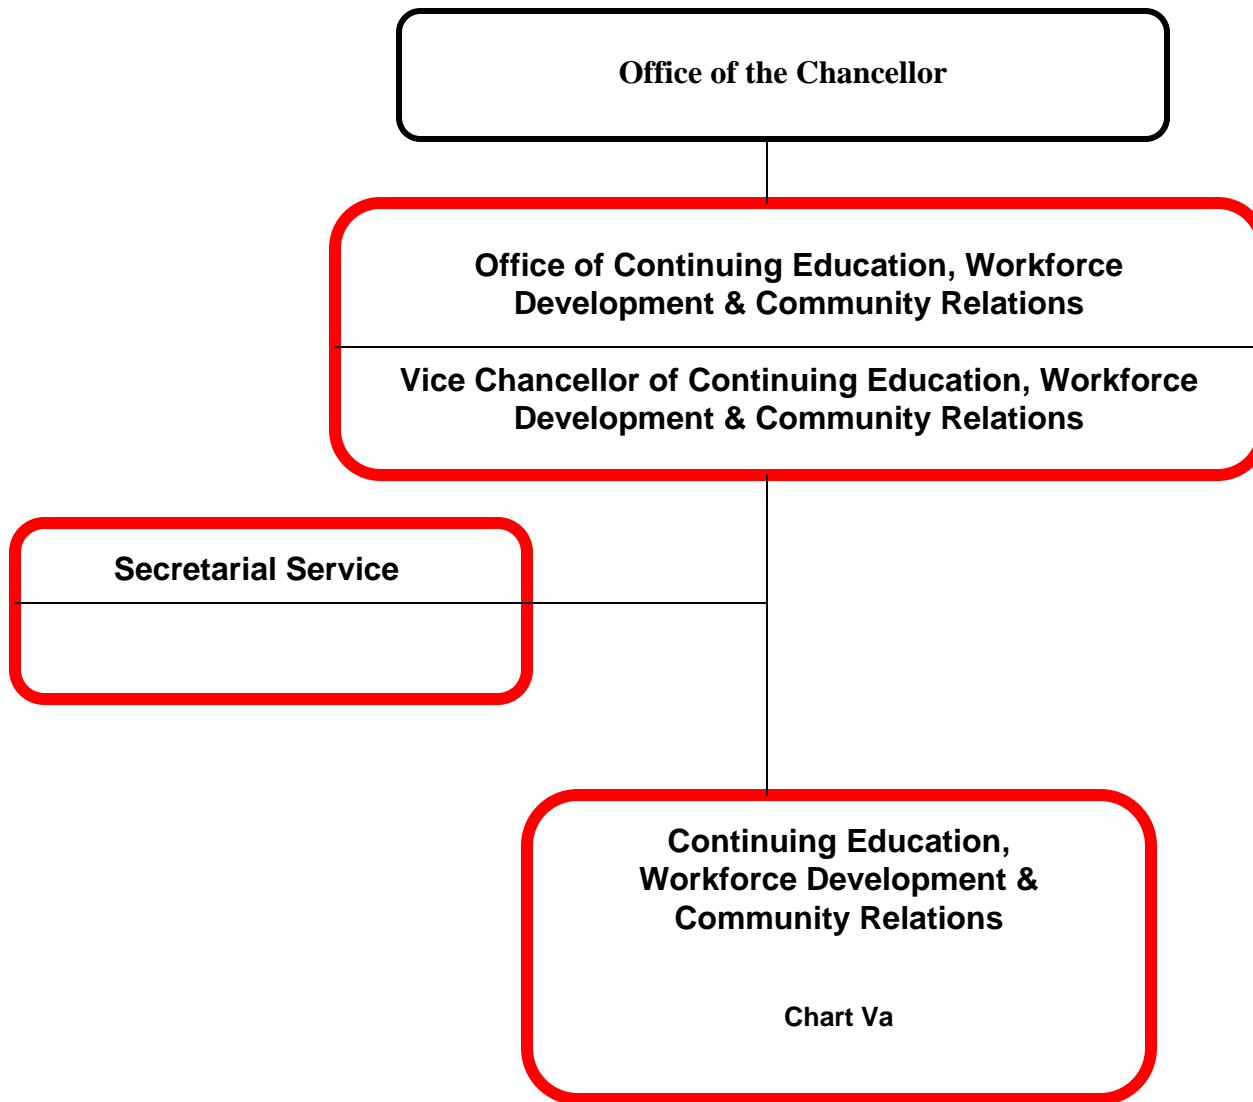 Office of the Chancellor
Office of Continuing Education, Workforce
Development & Community Relations
Vice Chancellor of Continuing Education, Workforce
Development & Community Relations
Secretarial Service
Continuing Education,
Workforce Development &
Community Relations
Chart Va